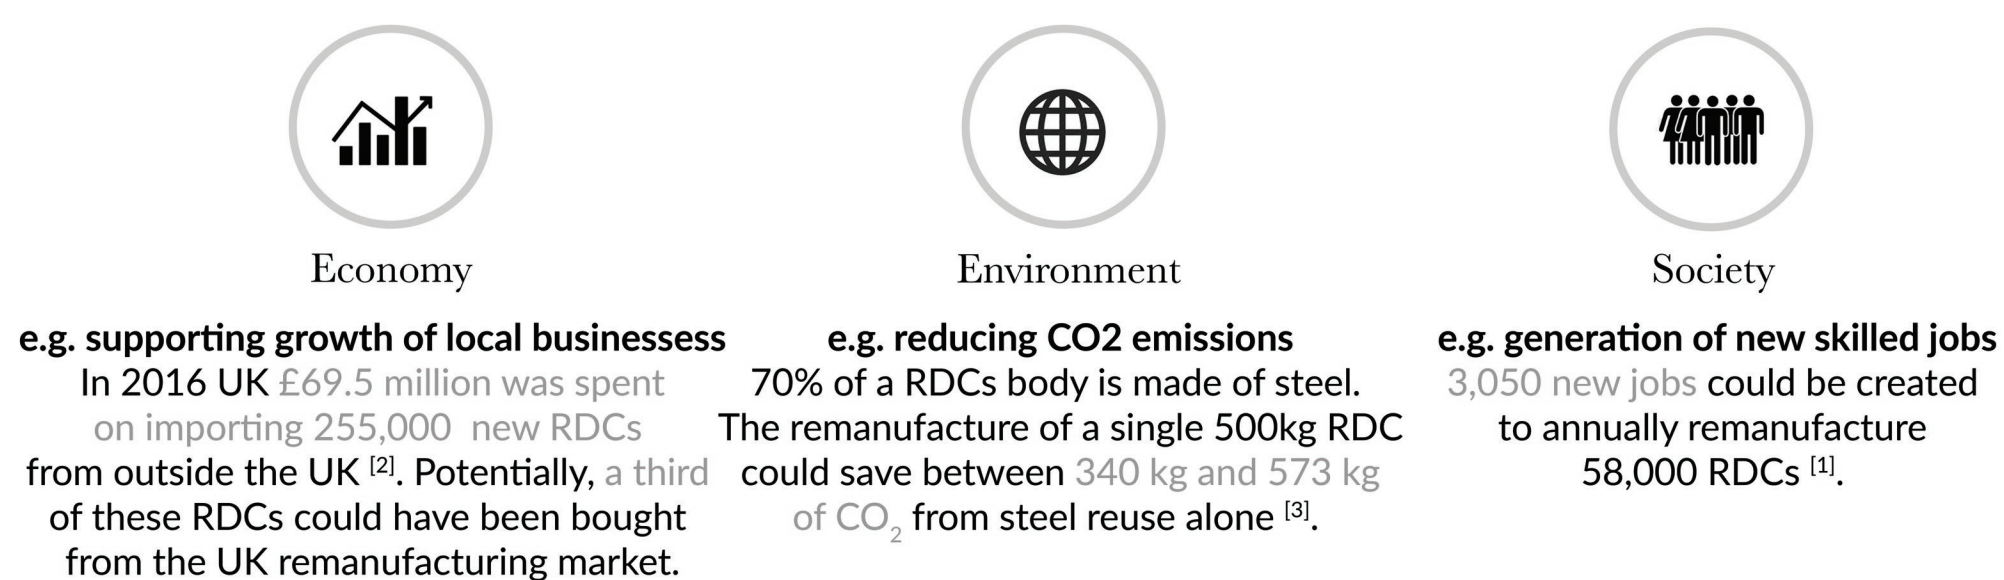 Economy
e.g. supporting growth of local businessess
In 2016 UK £69.5 million was spent
on importing 255,000 new RDCs
from outside the UK [2]. Potentially, a third
of these RDCs could have been bought
from the UK remanufacturing market.
Environment
e.g. reducing CO2 emissions
70% of a RDCs body is made of steel.
The remanufacture of a single 500kg RDC
could save between 340 kg and 573 kg
of CO2 from steel reuse alone [3].
Society
e.g. generation of new skilled jobs
3,050 new jobs could be created
to annually remanufacture
58,000 RDCs [1].